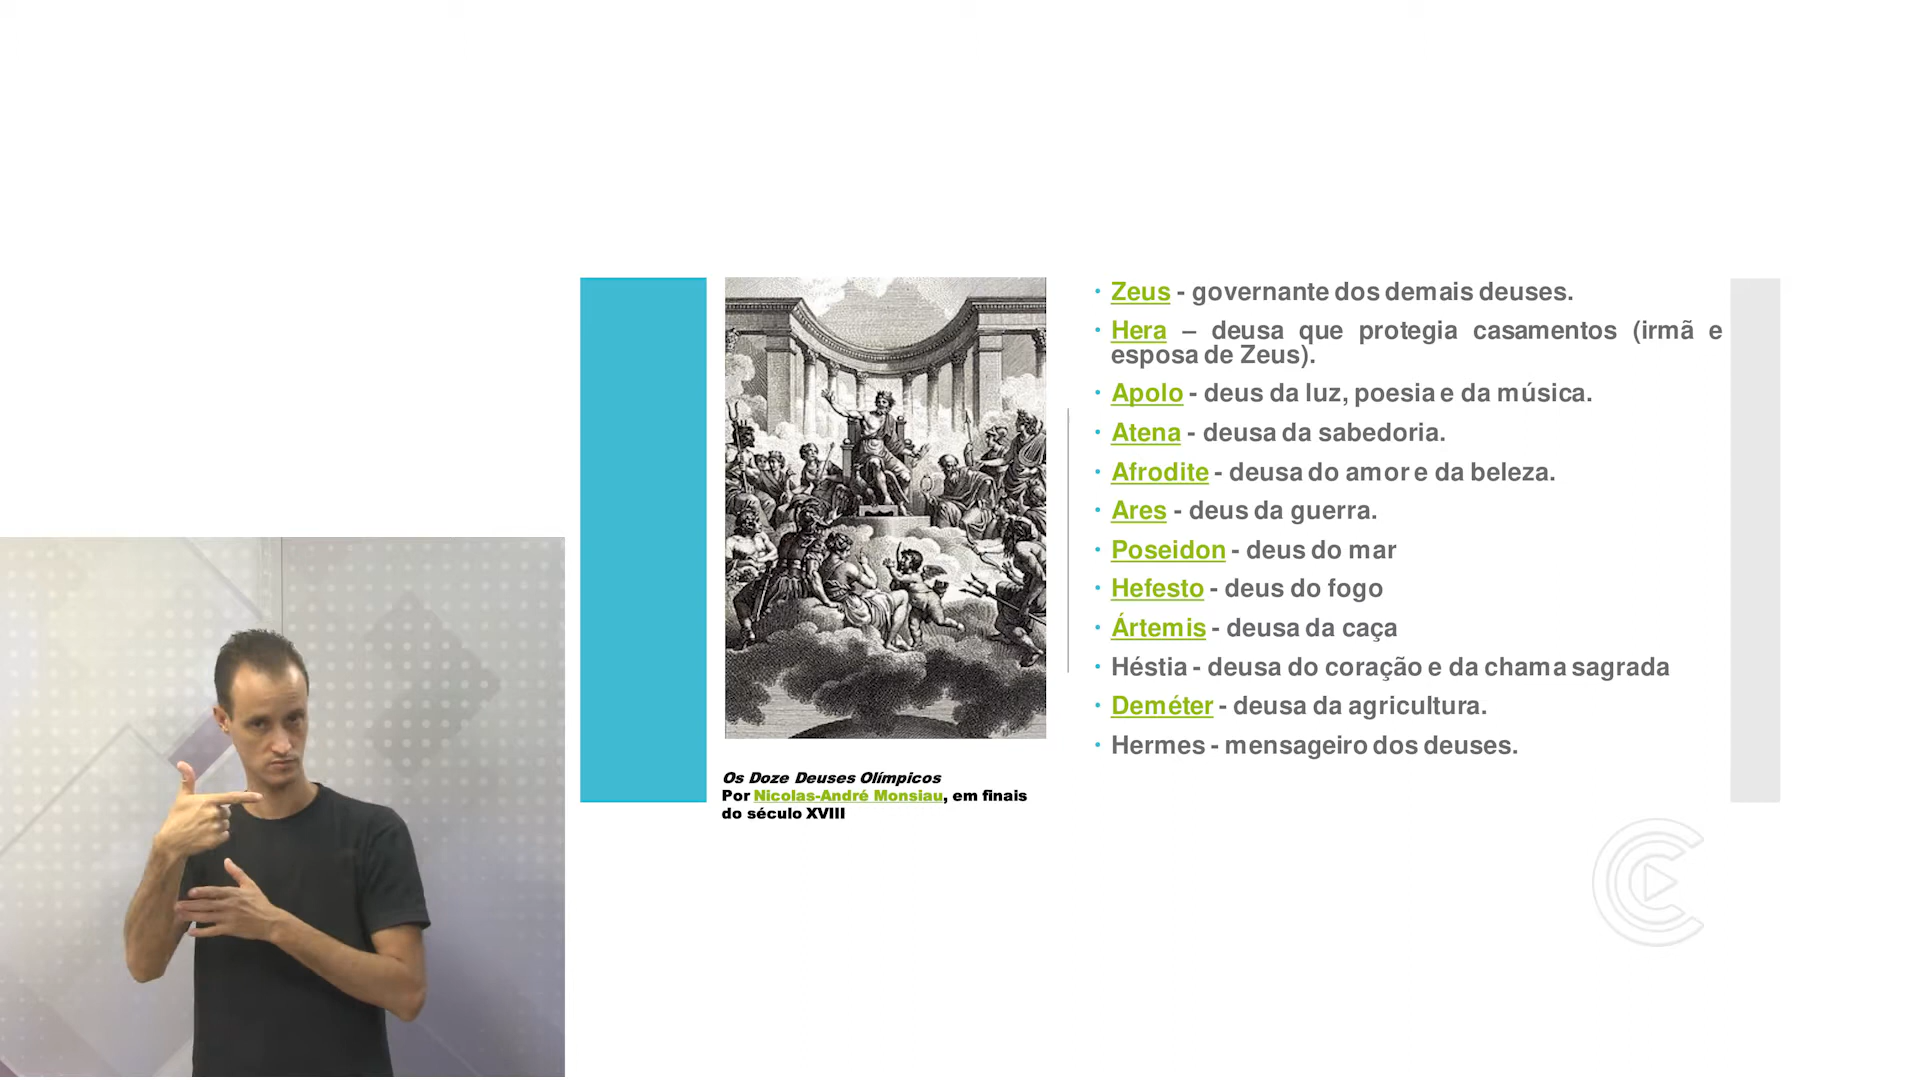 Zeus - governante dos demais deuses.
Hera – deusa que protegia casamentos (irmã e
esposa de Zeus).
Apolo - deus da luz, poesia e da música.
Atena - deusa da sabedoria.
Afrodite - deusa do amor e da beleza.
Ares - deus da guerra.
Poseidon - deus do mar
Hefesto - deus do fogo
Ártemis - deusa da caça
Héstia - deusa do coração e da chama sagrada
Deméter - deusa da agricultura.
Hermes - mensageiro dos deuses.
Os Doze Deuses Olímpicos
Por Nicolas-André Monsiau, em finais
do século XVIII